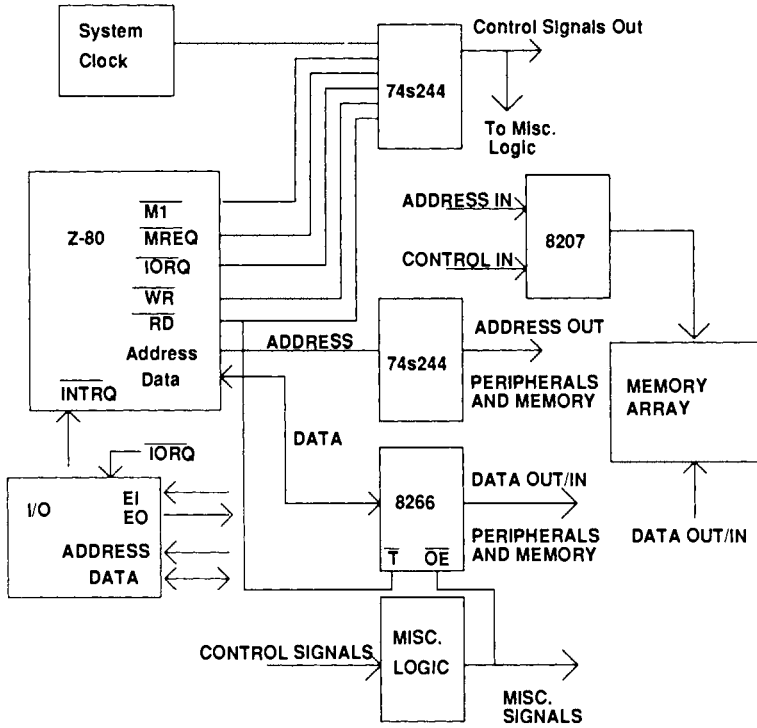 System
Clock
74s244
Control Signals Out
To Misc.
Logic
Z-80
M1
MREQ
IORQ
WR
RD
Address
Data
INTRQ
ADDRESS IN
CONTROL IN
8207
ADDRESS
74s244
ADDRESS OUT
PERIPHERALS
AND MEMORY
MEMORY
ARRAY
DATA OUT/IN
DATA
8266
T
OE
DATA OUT/IN
PERIPHERALS
AND MEMORY
IORQ
I/O
EI
EO
ADDRESS
DATA
CONTROL SIGNALS
MISC.
LOGIC
MISC.
SIGNALS